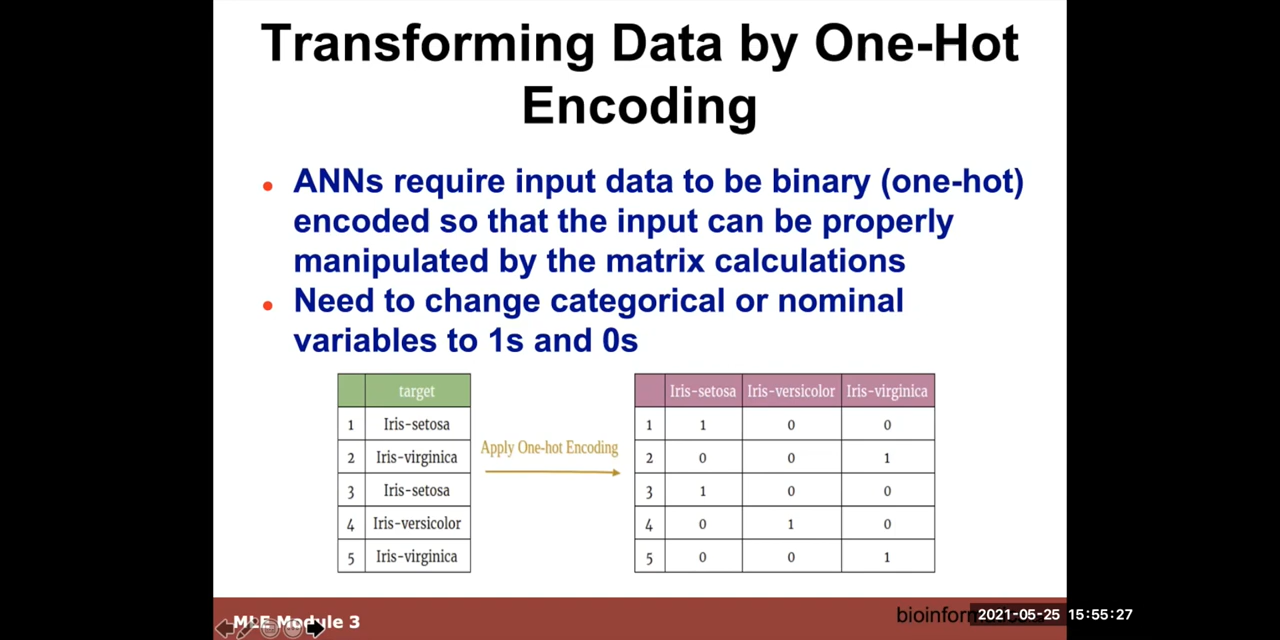 Transforming Data by One-Hot
Encoding
ANNs require input data to be binary (one-hot)
encoded so that the input can be properly
manipulated by the matrix calculations
Need to change categorical or nominal
variables to 1s and 0s
target
1 Iris-setosa
2 Iris-virginica
3 Iris-setosa
4 Iris-versicolor
5 Iris-virginica
Apply One-hot Encoding
Iris-setosa Iris-versicolor Iris-virginica
1 1 0 0
2 0 0 1
3 1 0 0
4 0 1 0
5 0 0 1
MLE Module 3
2021-05-25 15:55:27